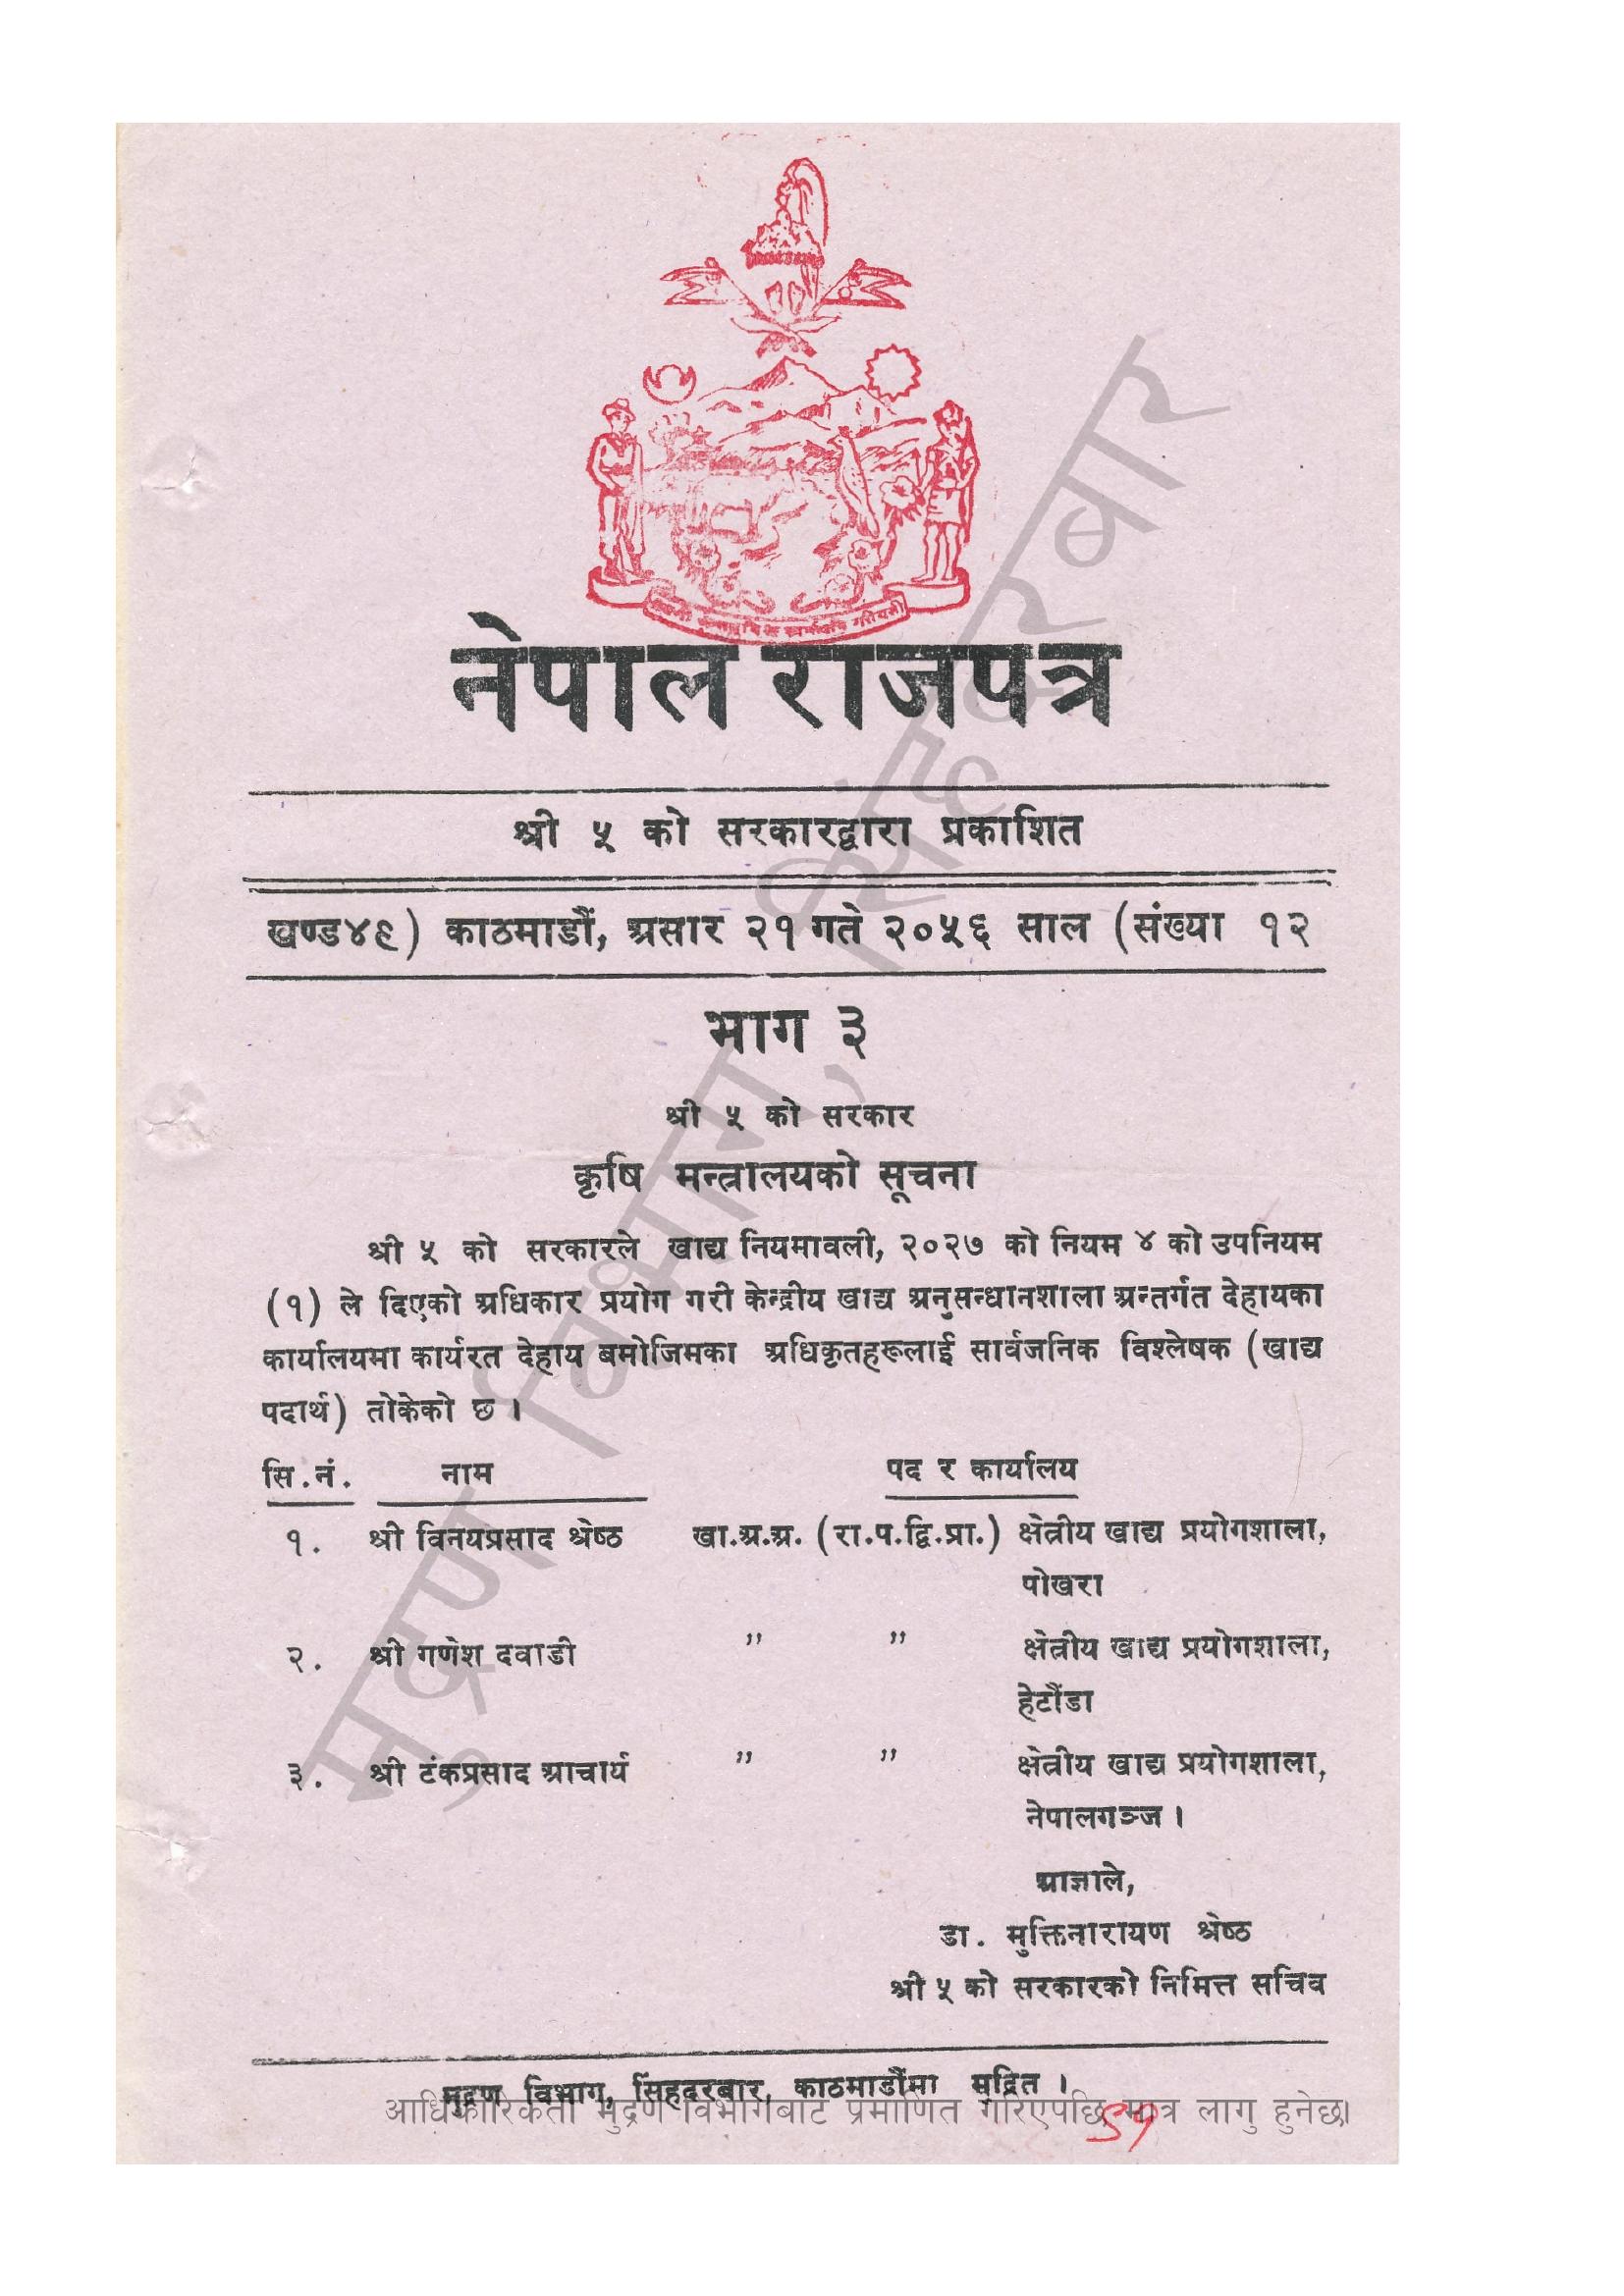 नेपाल राजपत्र
श्री ५ को सरकारद्वारा प्रकाशित
खण्ड४९) काठमाडौं, असार २१ गते २०५६ साल (संख्या १२
भाग ३
श्री ५ को सरकार
कृषि मन्त्रालयको सूचना
श्री ५ को सरकारले खाद्य नियमावली, २०२७ को नियम ४ को उपनियम
(१) ले दिएको अधिकार प्रयोग गरी केन्द्रीय खाद्य अनुसन्धानशाला अन्तर्गत देहायका
कार्यालयमा कार्यरत देहाय बमोजिमका अधिकृतहरूलाई सार्वजनिक विश्लेषक (खाद्य
पदार्थ) तोकेको छ ।
सि.नं. नाम पद र कार्यालय
१. श्री विनयप्रसाद श्रेष्ठ खा.अ.अ. (रा.प.द्वि.प्रा.) क्षेत्रीय खाद्य प्रयोगशाला,
पोखरा
२. श्री गणेश दवाडी " " क्षेत्रीय खाद्य प्रयोगशाला,
हेटौंडा
३. श्री टंकप्रसाद आचार्य " " क्षेत्रीय खाद्य प्रयोगशाला,
नेपालगञ्ज ।
आज्ञाले,
डा. मुक्तिनारायण श्रेष्ठ
श्री ५ को सरकारको निमित्त सचिव
मुद्रण विभाग, सिंहदरबार, काठमाडौंमा मुद्रित ।
आधिकारिकता मुद्रण विभागबाट प्रमाणित गरिएपछि मात्र लागु हुनेछ।
मुद्रण विभाग, सिंहदरबार